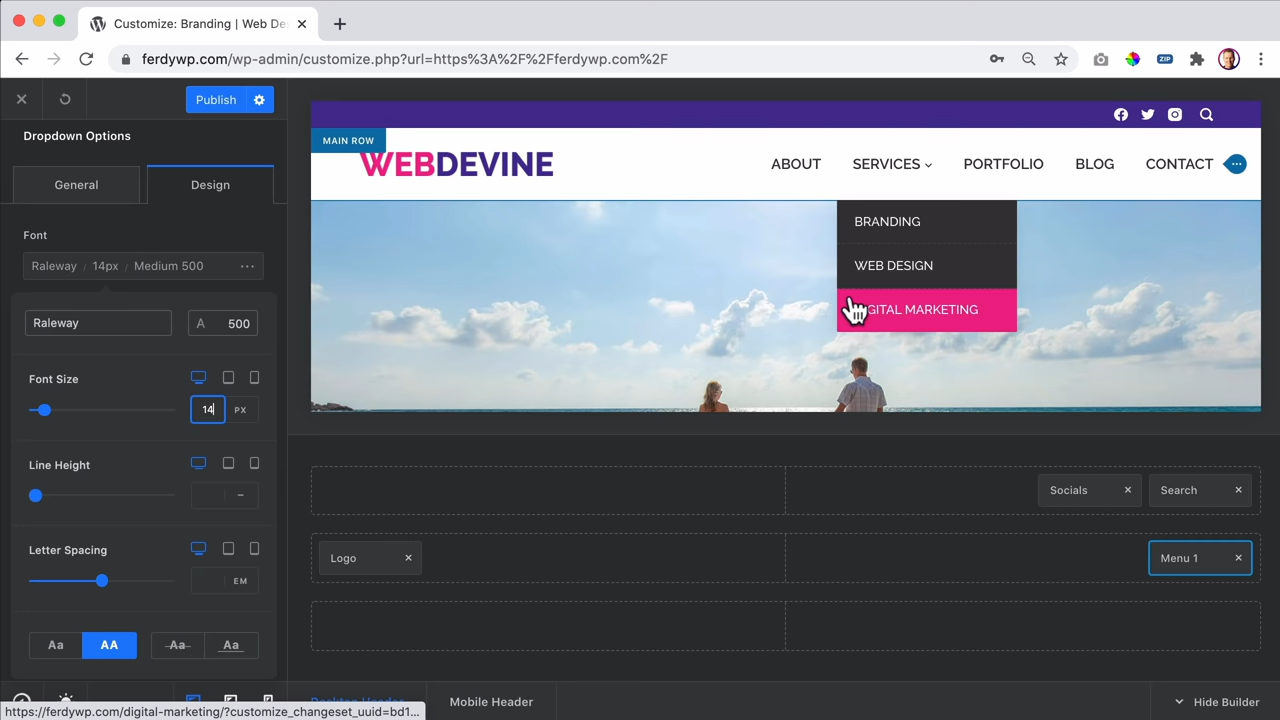 Customize: Branding | Web De
ferdywp.com/wp-admin/customize.php?url=https%3A%2F%2Fferdywp.com%2F
ZIP
Publish
Dropdown Options
General
Design
Font
Raleway / 14px / Medium 500
Raleway
A 500
Font Size
14 PX
Line Height
Letter Spacing
EM
Aa AA Aa Aa
MAIN ROW
WEBDEVINE
ABOUT SERVICES PORTFOLIO BLOG CONTACT
BRANDING
WEB DESIGN
GITAL MARKETING
Socials
Search
Logo
Menu 1
Desktop Header
Mobile Header
Hide Builder
https://ferdywp.com/digital-marketing/?customize_changeset_uuid=bd1...